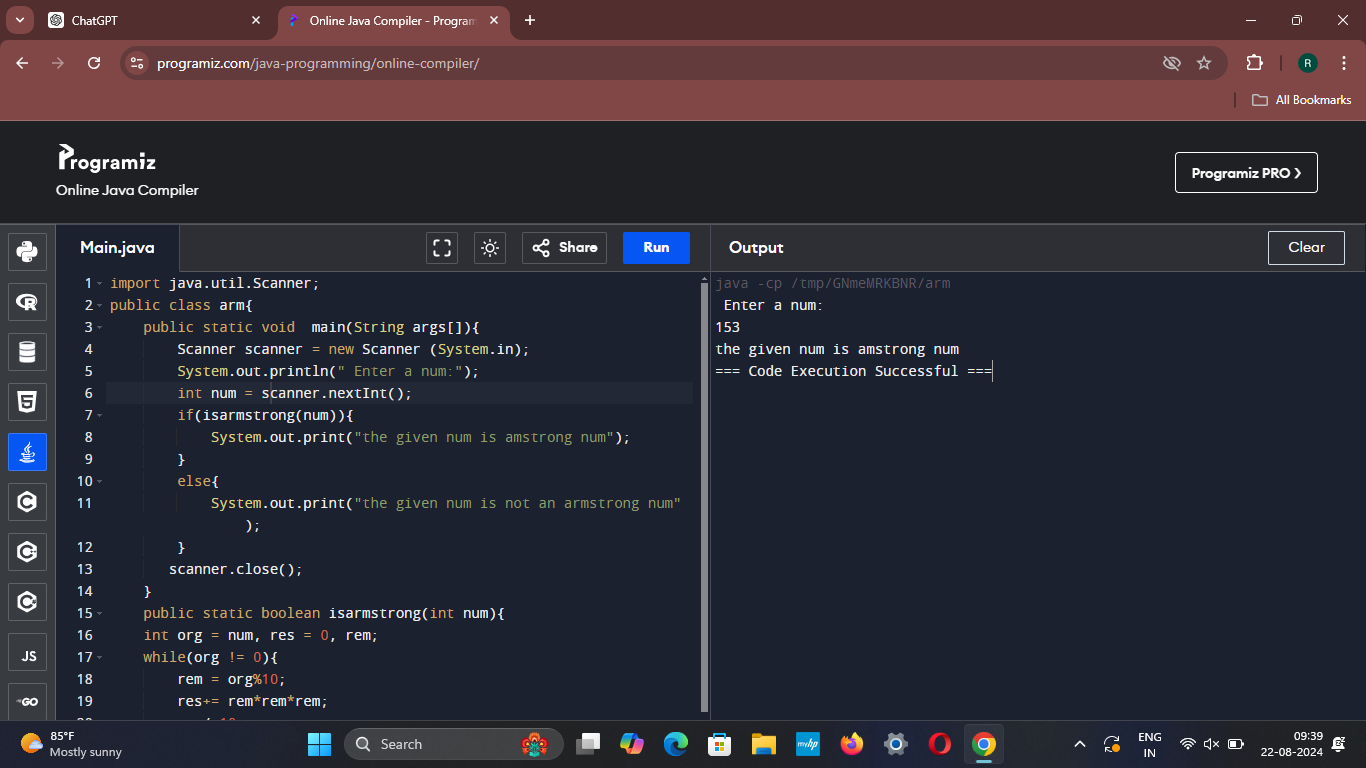 ChatGPT
Online Java Compiler - Program
programiz.com/java-programming/online-compiler/
R
All Bookmarks
Programiz
Online Java Compiler
Programiz PRO
Main.java
Share
Run
Output
Clear
1 import java.util.Scanner;
2 public class arm{
3 public static void  main(String args[]){
4 Scanner scanner = new Scanner (System.in);
5 System.out.println(" Enter a num:");
6 int num = scanner.nextInt();
7 if(isarmstrong(num)){
8 System.out.print("the given num is amstrong num");
9 }
10 else{
11 System.out.print("the given num is not an armstrong num"
);
12 }
13 scanner.close();
14 }
15 public static boolean isarmstrong(int num){
16 int org = num, res = 0, rem;
17 while(org != 0){
18 rem = org%10;
19 res+= rem*rem*rem;
java -cp /tmp/GNmeMRKBNR/arm
Enter a num:
153
the given num is amstrong num
=== Code Execution Successful ===
JS
GO
85°F
Mostly sunny
Search
myhp
ENG
IN
09:39
22-08-2024